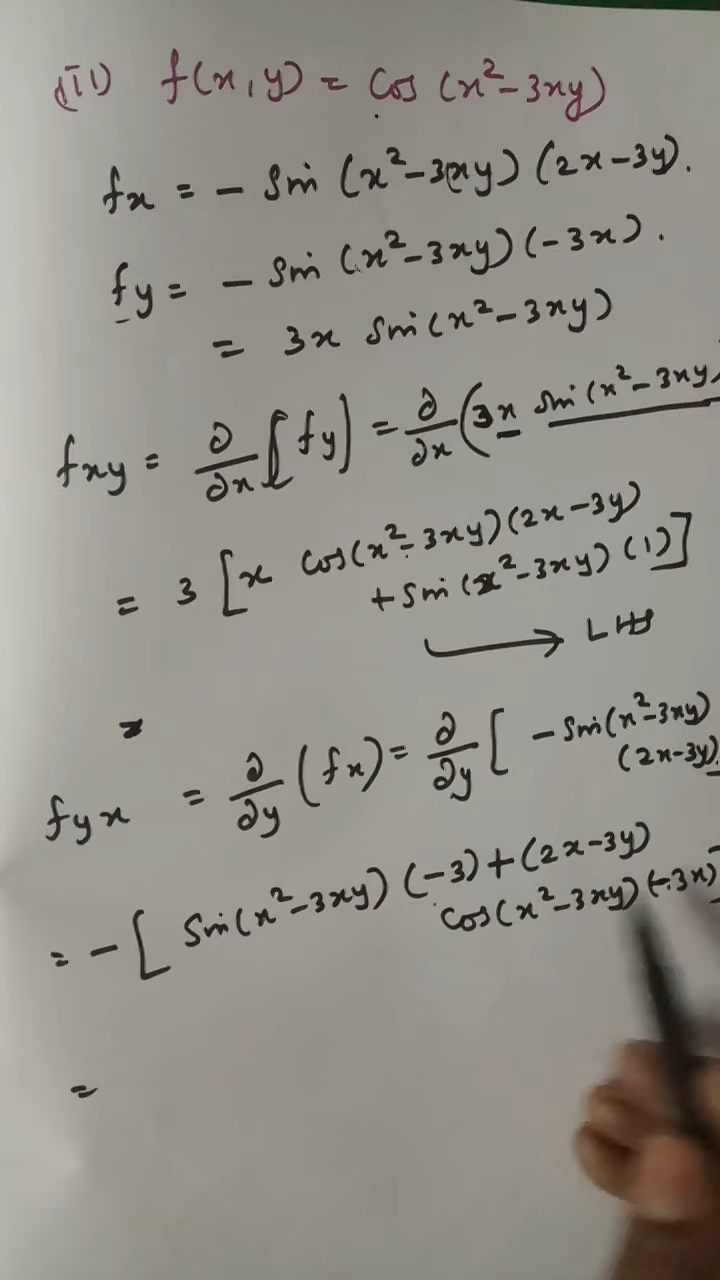 (ii) f(x,y) = cos (x²-3xy)
fx = - sin (x²-3xy) (2x-3y).
fy = - sin (x²-3xy) (-3x).
= 3x sin(x²-3xy)
fxy = ∂/∂x [fy] = ∂/∂x (3x sin(x²-3xy)
= 3 [x cos(x²-3xy)(2x-3y)
+ sin(x²-3xy) (1)]
→ LHS
=
fyx = ∂/∂y (fx) = ∂/∂y [ - sin(x²-3xy)
(2x-3y)
= - [ sin(x²-3xy) (-3) + (2x-3y)
cos(x²-3xy) (-3x)]
=